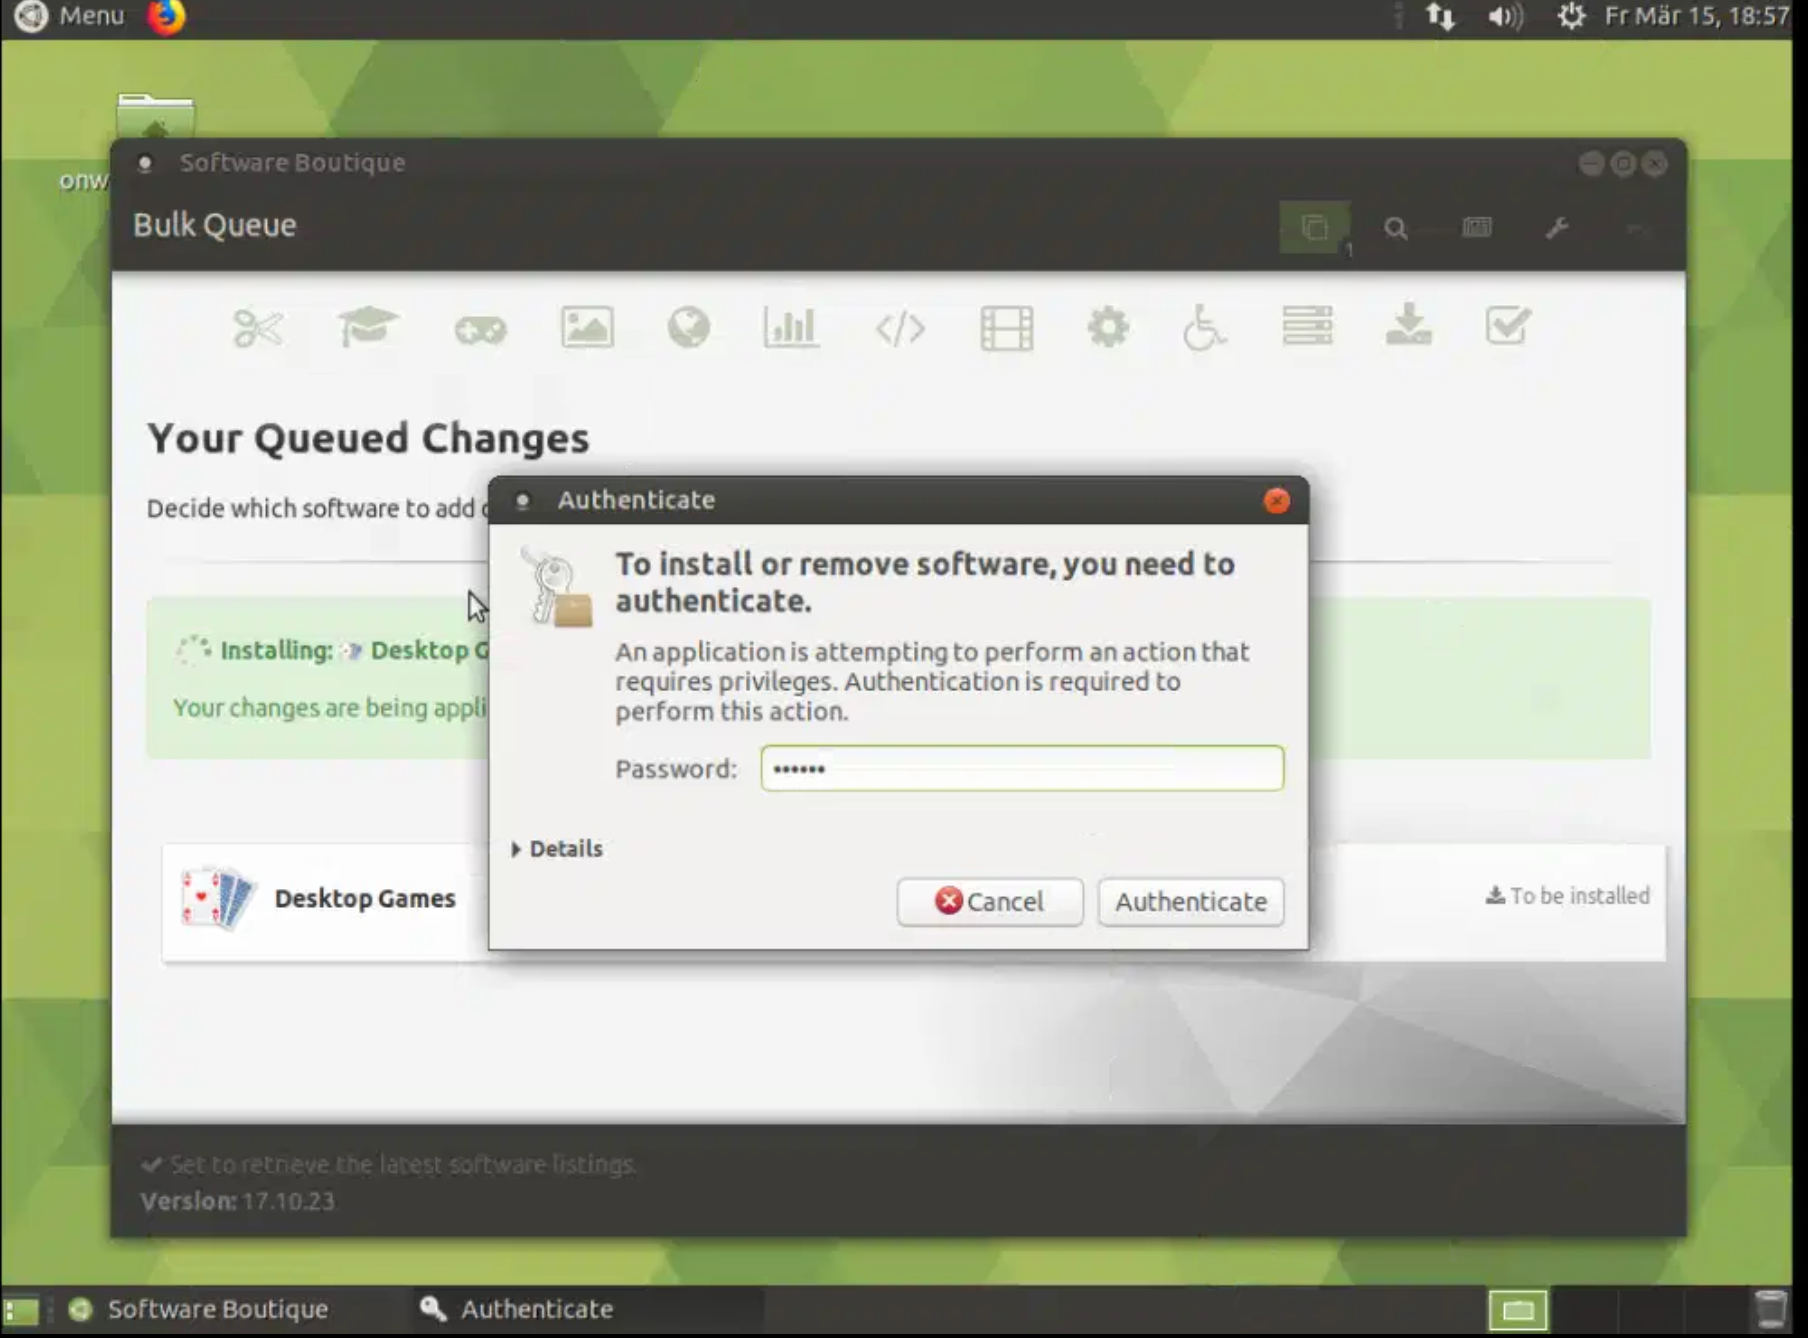 Menu
Fr Mär 15, 18:57
onw
Software Boutique
Bulk Queue
1
Your Queued Changes
Decide which software to add
Authenticate
To install or remove software, you need to
authenticate.
An application is attempting to perform an action that
requires privileges. Authentication is required to
perform this action.
Password: ••••••
Details
Cancel
Authenticate
Installing: Desktop G
Your changes are being appli
Desktop Games
To be installed
Set to retrieve the latest software listings.
Version: 17.10.23
Software Boutique
Authenticate